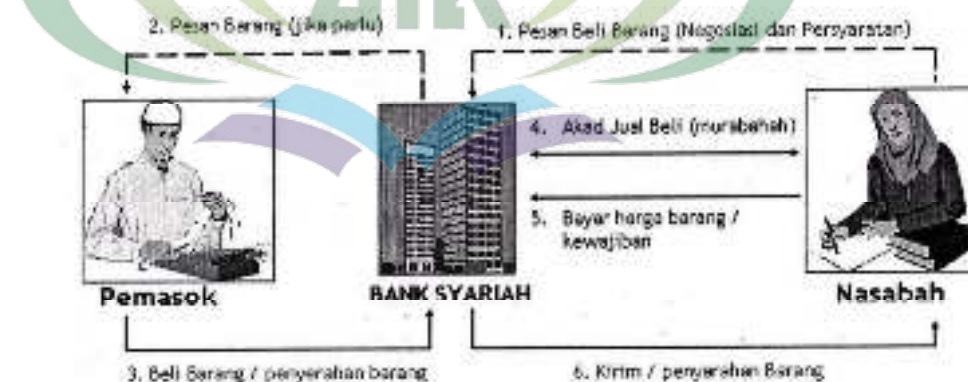 2. Pesan Barang (jika perlu)
1. Pesan Beli Barang (Negosiasi dan Persyaratan)
4. Akad Jual Beli (murabahah)
5. Bayar harga barang /
kewajiban
Pemasok
BANK SYARIAH
Nasabah
3. Beli Barang / penyerahan barang
6. Kirim / penyerahan Barang